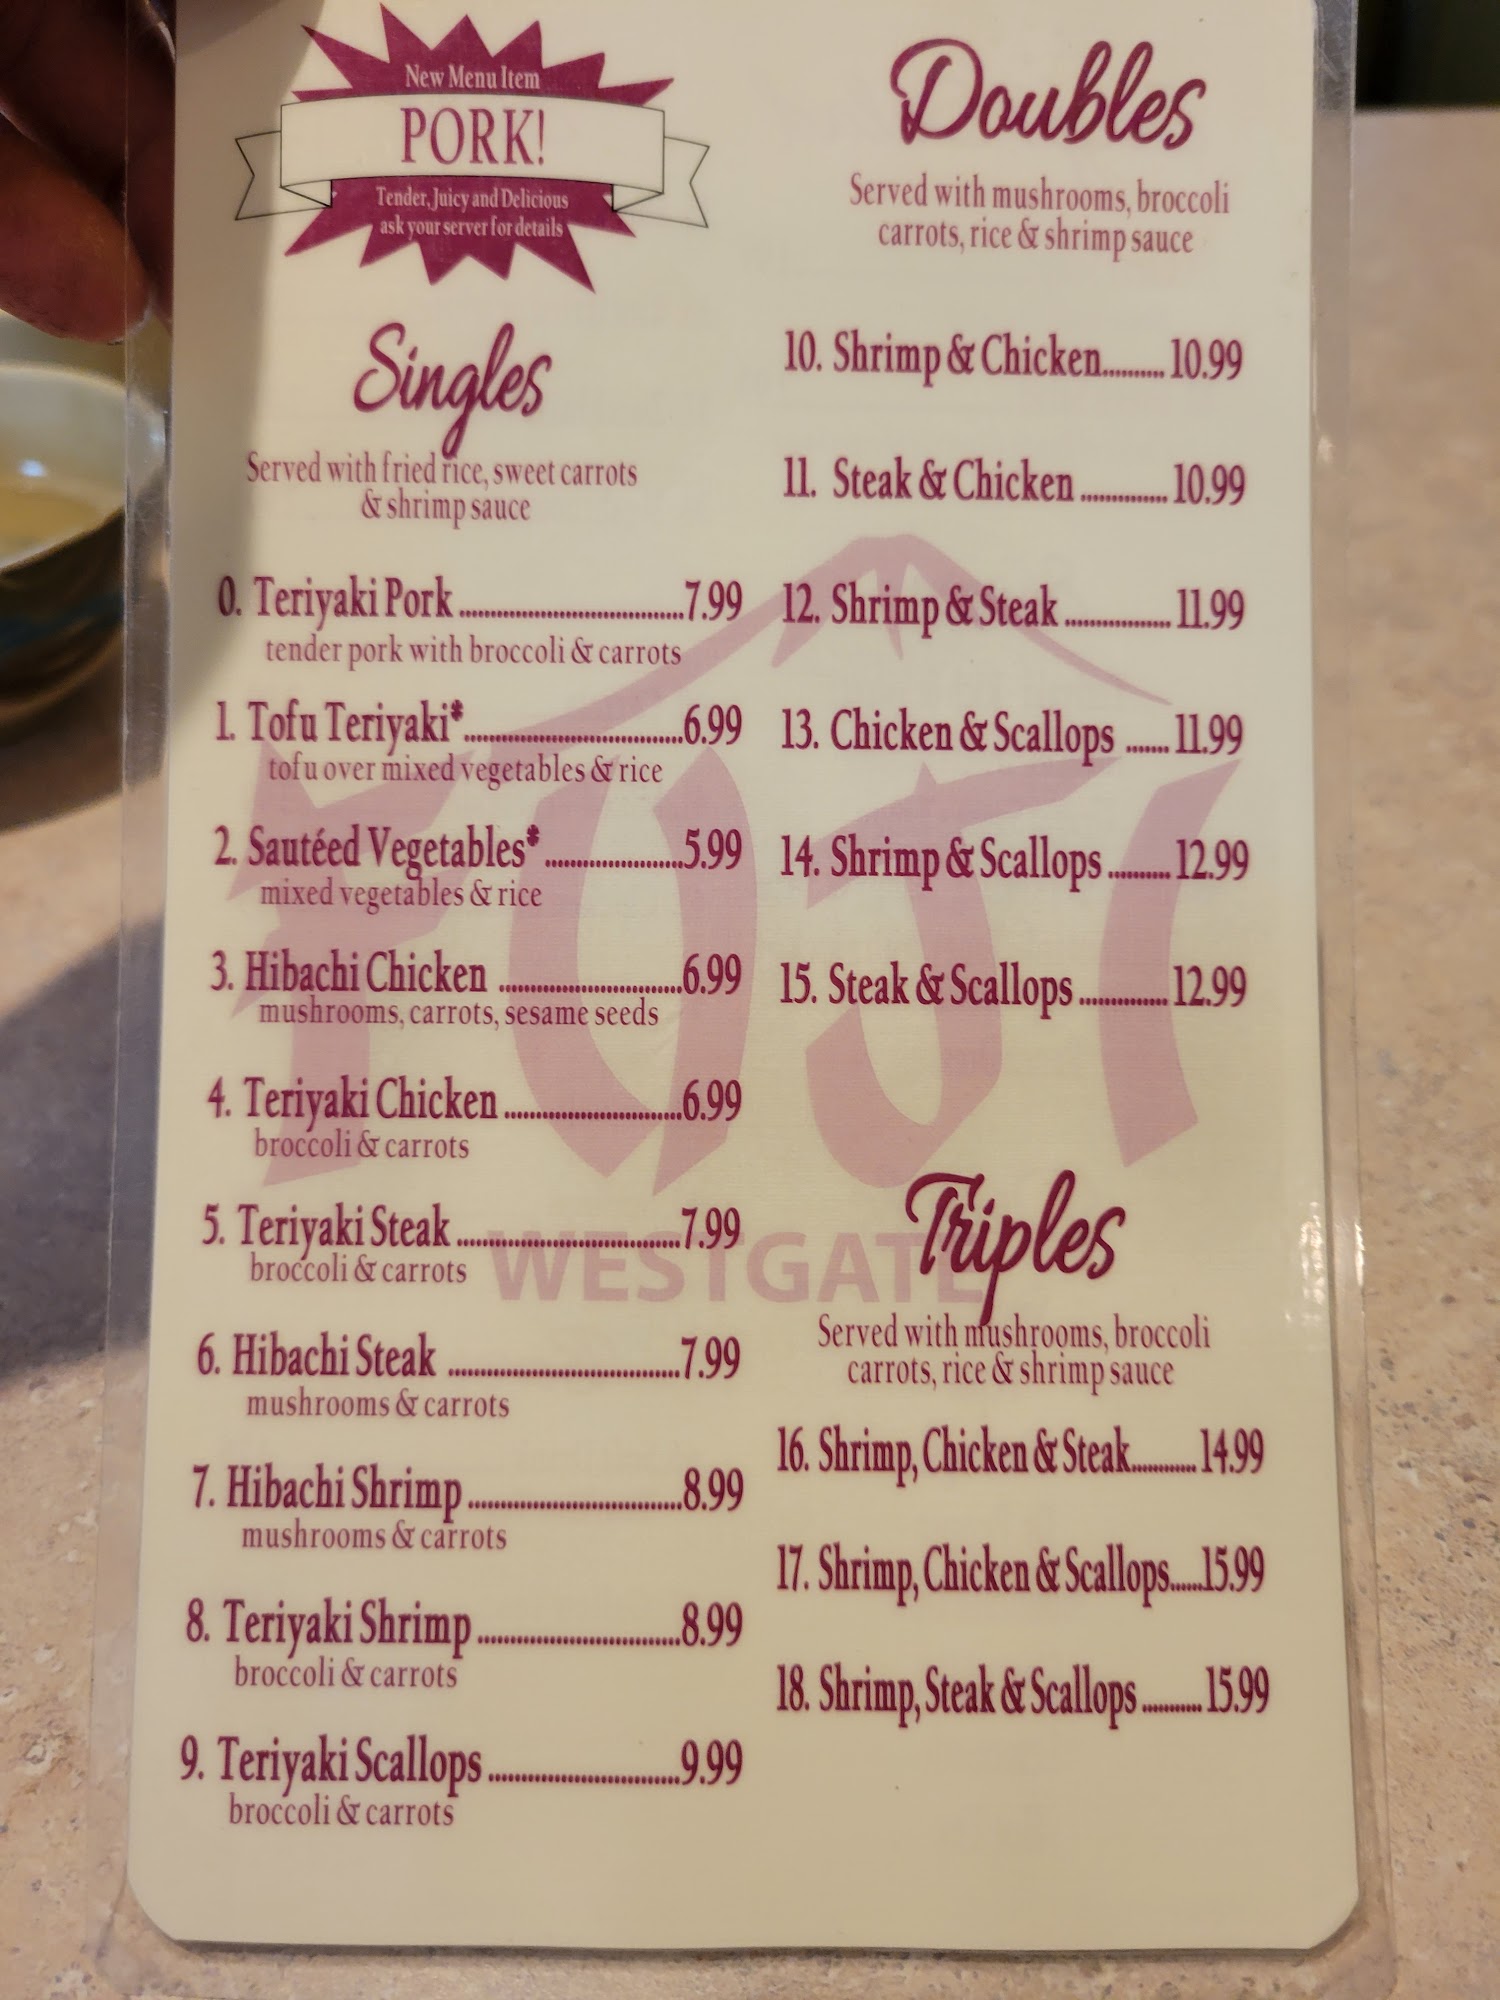 New Menu Item
PORK!
Tender, Juicy and Delicious
ask your server for details
Singles
Served with fried rice, sweet carrots
& shrimp sauce
0. Teriyaki Pork..............................7.99
tender pork with broccoli & carrots
1. Tofu Teriyaki*..............................6.99
tofu over mixed vegetables & rice
2. Sautéed Vegetables*....................5.99
mixed vegetables & rice
3. Hibachi Chicken .........................6.99
mushrooms, carrots, sesame seeds
4. Teriyaki Chicken.........................6.99
broccoli & carrots
5. Teriyaki Steak..............................7.99
broccoli & carrots
6. Hibachi Steak ..............................7.99
mushrooms & carrots
7. Hibachi Shrimp............................8.99
mushrooms & carrots
8. Teriyaki Shrimp...........................8.99
broccoli & carrots
9. Teriyaki Scallops..........................9.99
broccoli & carrots
Doubles
Served with mushrooms, broccoli
carrots, rice & shrimp sauce
10. Shrimp & Chicken..........10.99
11. Steak & Chicken..............10.99
12. Shrimp & Steak.................11.99
13. Chicken & Scallops .......11.99
14. Shrimp & Scallops..........12.99
15. Steak & Scallops..............12.99
FUJI
WESTGATE
Triples
Served with mushrooms, broccoli
carrots, rice & shrimp sauce
16. Shrimp, Chicken & Steak...........14.99
17. Shrimp, Chicken & Scallops......15.99
18. Shrimp, Steak & Scallops..........15.99